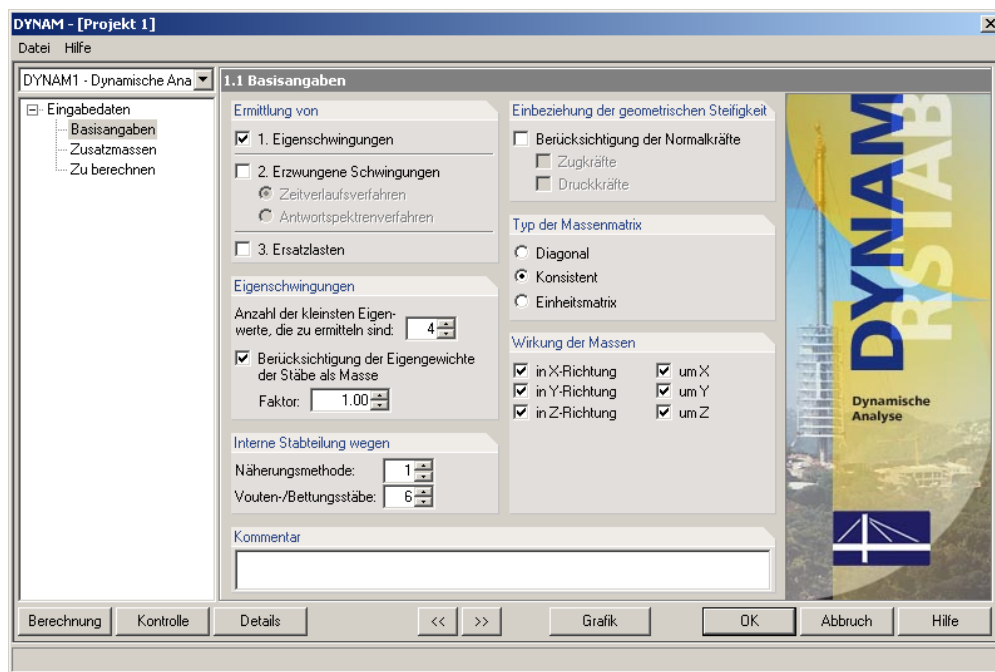 DYNAM - [Projekt 1]
Datei Hilfe
DYNAM1 - Dynamische Ana
1.1 Basisangaben
Eingabedaten
Basisangaben
Zusatzmassen
Zu berechnen
Ermittlung von
1. Eigenschwingungen
2. Erzwungene Schwingungen
Zeitverlaufsverfahren
Antwortspektrenverfahren
3. Ersatzlasten
Eigenschwingungen
Anzahl der kleinsten Eigen-
werte, die zu ermitteln sind: 4
Berücksichtigung der Eigengewichte
der Stäbe als Masse
Faktor: 1.00
Interne Stabteilung wegen
Näherungsmethode: 1
Vouten-/Bettungsstäbe: 6
Einbeziehung der geometrischen Steifigkeit
Berücksichtigung der Normalkräfte
Zugkräfte
Druckkräfte
Typ der Massenmatrix
Diagonal
Konsistent
Einheitsmatrix
Wirkung der Massen
in X-Richtung um X
in Y-Richtung um Y
in Z-Richtung um Z
Kommentar
DYNAM
RSTAB
Dynamische
Analyse
Berechnung Kontrolle Details << >> Grafik OK Abbruch Hilfe